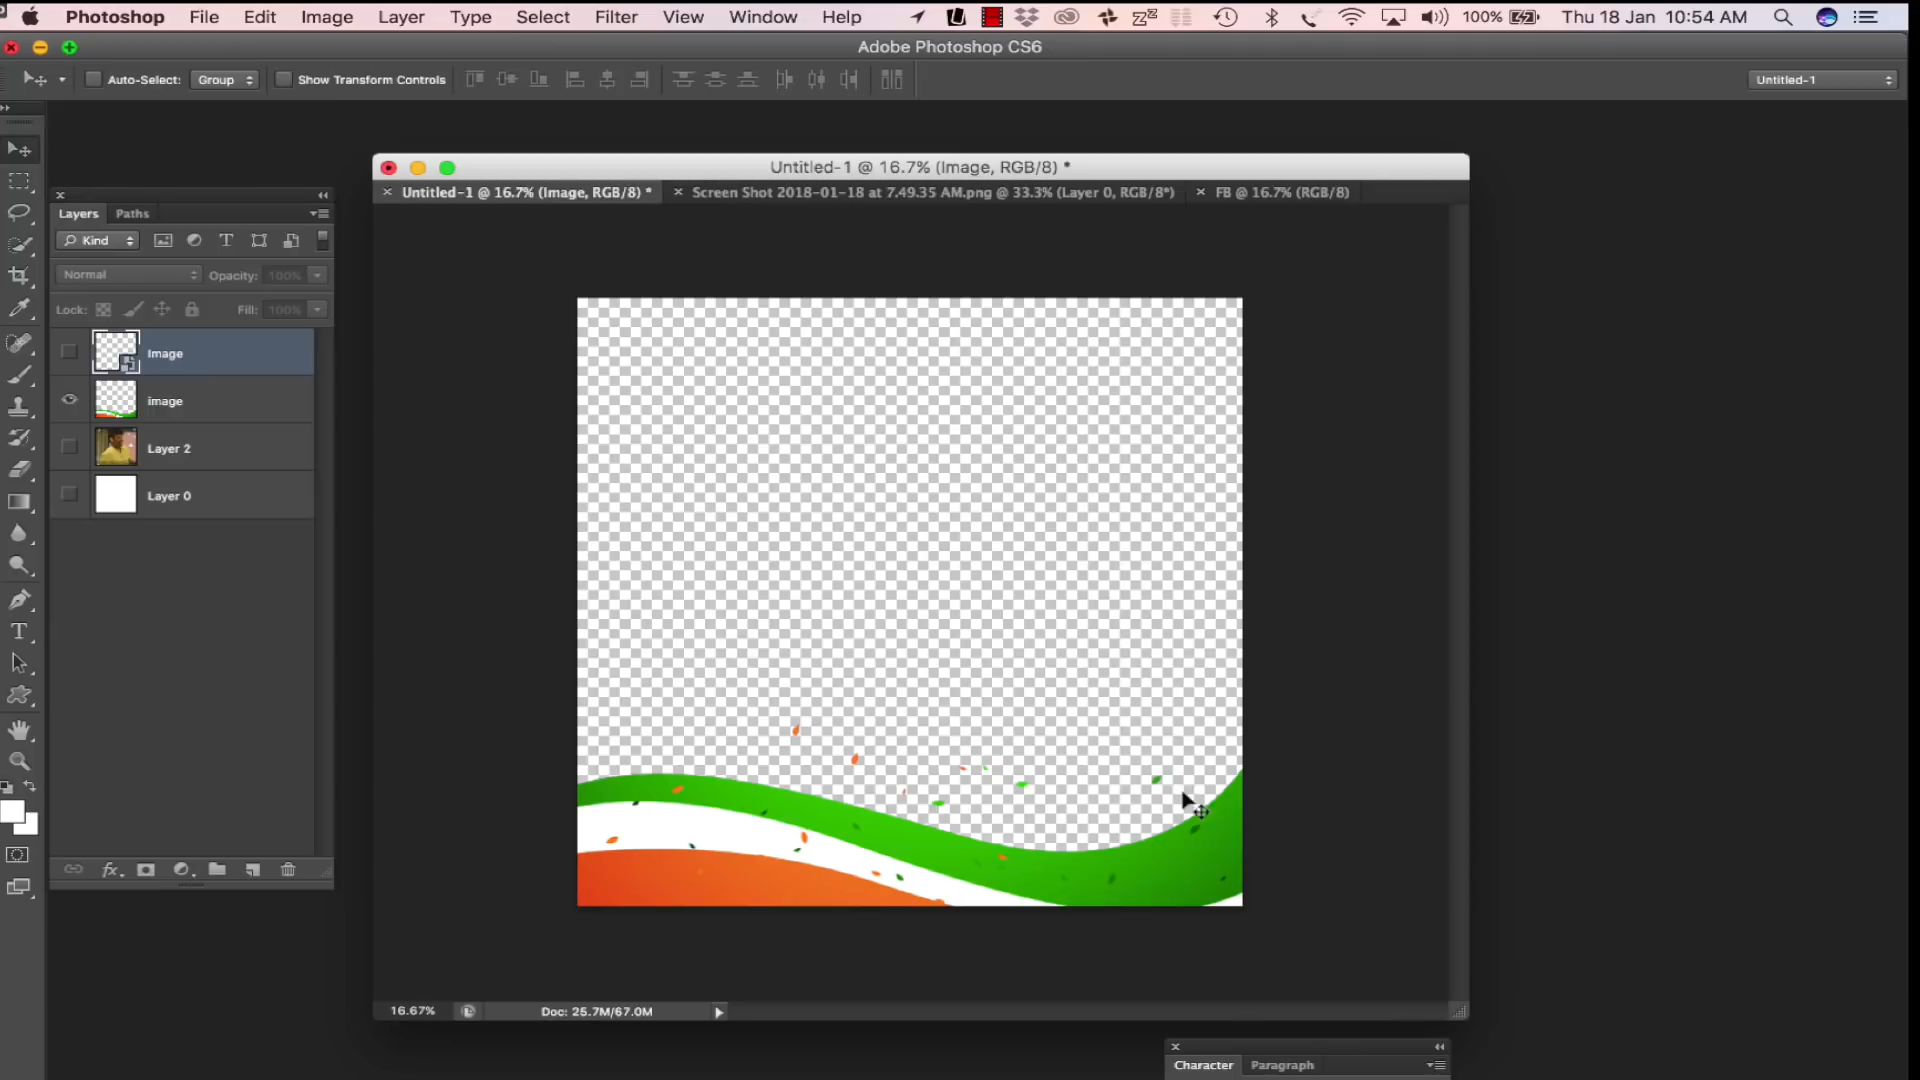 Photoshop File Edit Image Layer Type Select Filter View Window Help 100% Thu 18 Jan 10:54 AM
Adobe Photoshop CS6
Auto-Select: Group Show Transform Controls Untitled-1
Untitled-1 @ 16.7% (Image, RGB/8) *
Untitled-1 @ 16.7% (Image, RGB/8) * Screen Shot 2018-01-18 at 7.49.35 AM.png @ 33.3% (Layer 0, RGB/8*) FB @ 16.7% (RGB/8)
Layers Paths
Kind
Normal Opacity: 100%
Lock: Fill: 100%
Image
image
Layer 2
Layer 0
16.67% Doc: 25.7M/67.0M
Character Paragraph